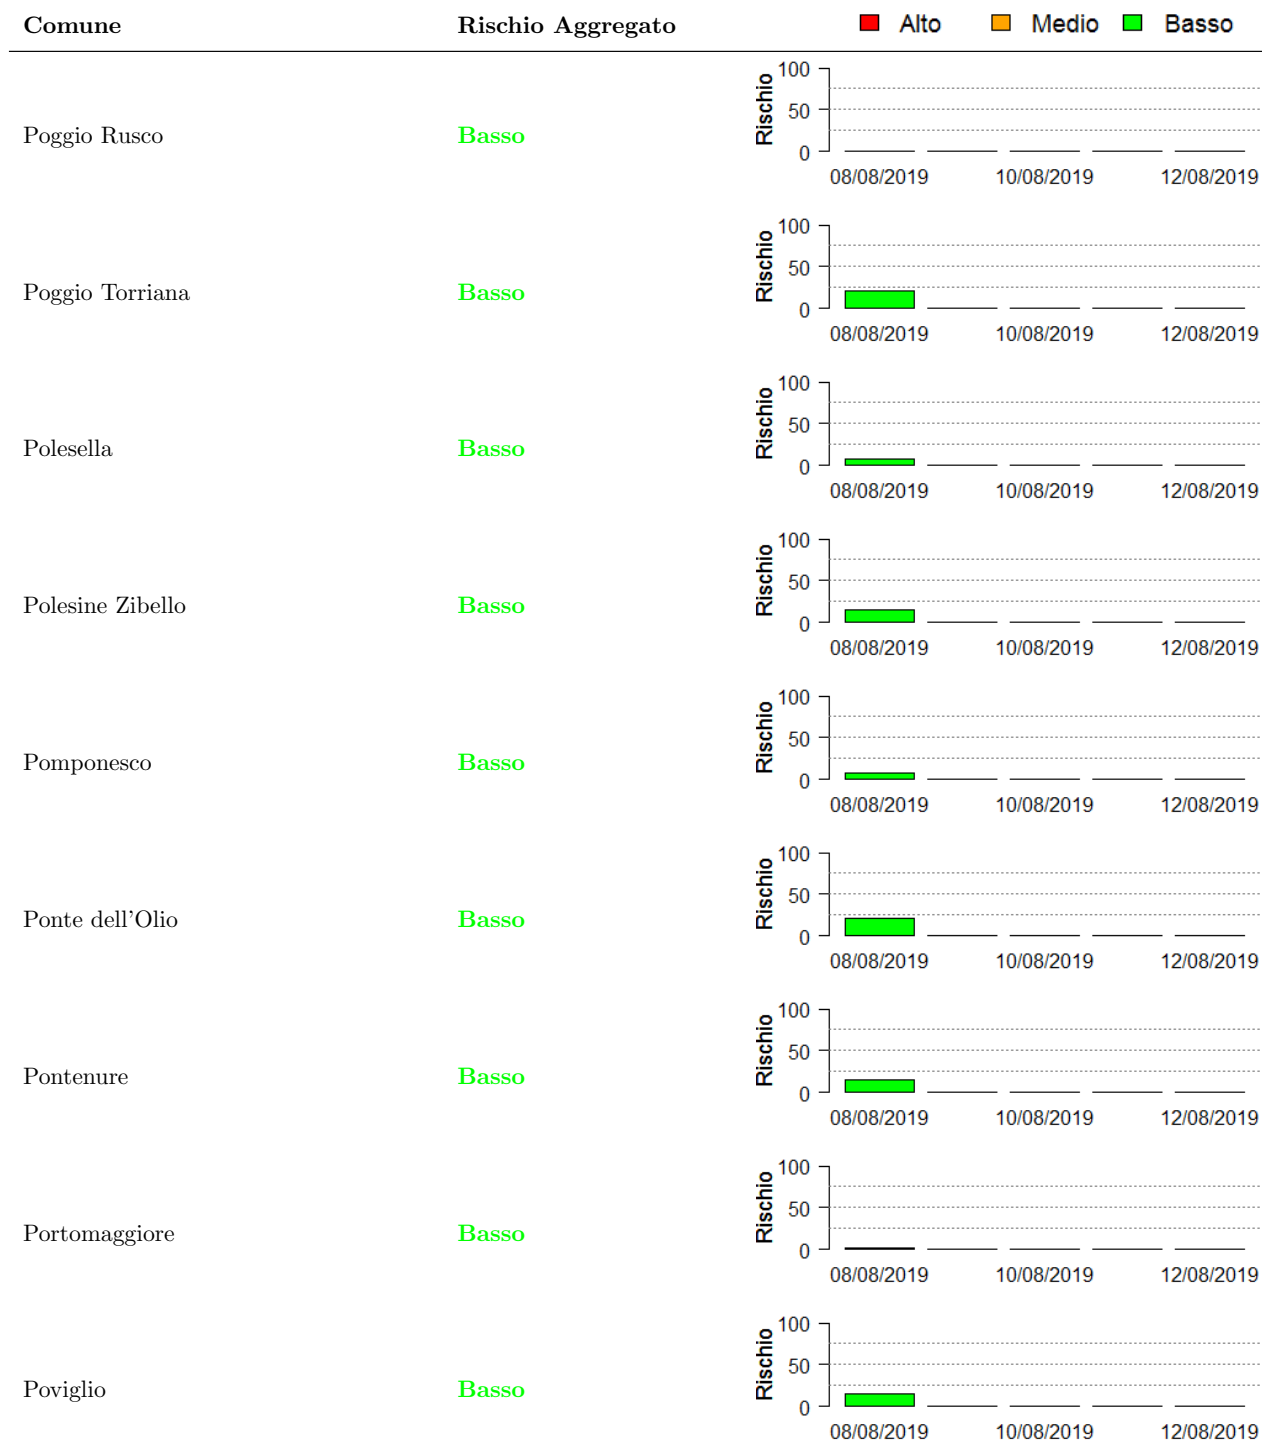 Comune Rischio Aggregato Alto Medio Basso
100
50
0
Rischio
Poggio Rusco Basso
08/08/2019 10/08/2019 12/08/2019
100
50
0
Rischio
Poggio Torriana Basso
08/08/2019 10/08/2019 12/08/2019
100
50
0
Rischio
Polesella Basso
08/08/2019 10/08/2019 12/08/2019
100
50
0
Rischio
Polesine Zibello Basso
08/08/2019 10/08/2019 12/08/2019
100
50
0
Rischio
Pomponesco Basso
08/08/2019 10/08/2019 12/08/2019
100
50
0
Rischio
Ponte dell'Olio Basso
08/08/2019 10/08/2019 12/08/2019
100
50
0
Rischio
Pontenure Basso
08/08/2019 10/08/2019 12/08/2019
100
50
0
Rischio
Portomaggiore Basso
08/08/2019 10/08/2019 12/08/2019
100
50
0
Rischio
Poviglio Basso
08/08/2019 10/08/2019 12/08/2019